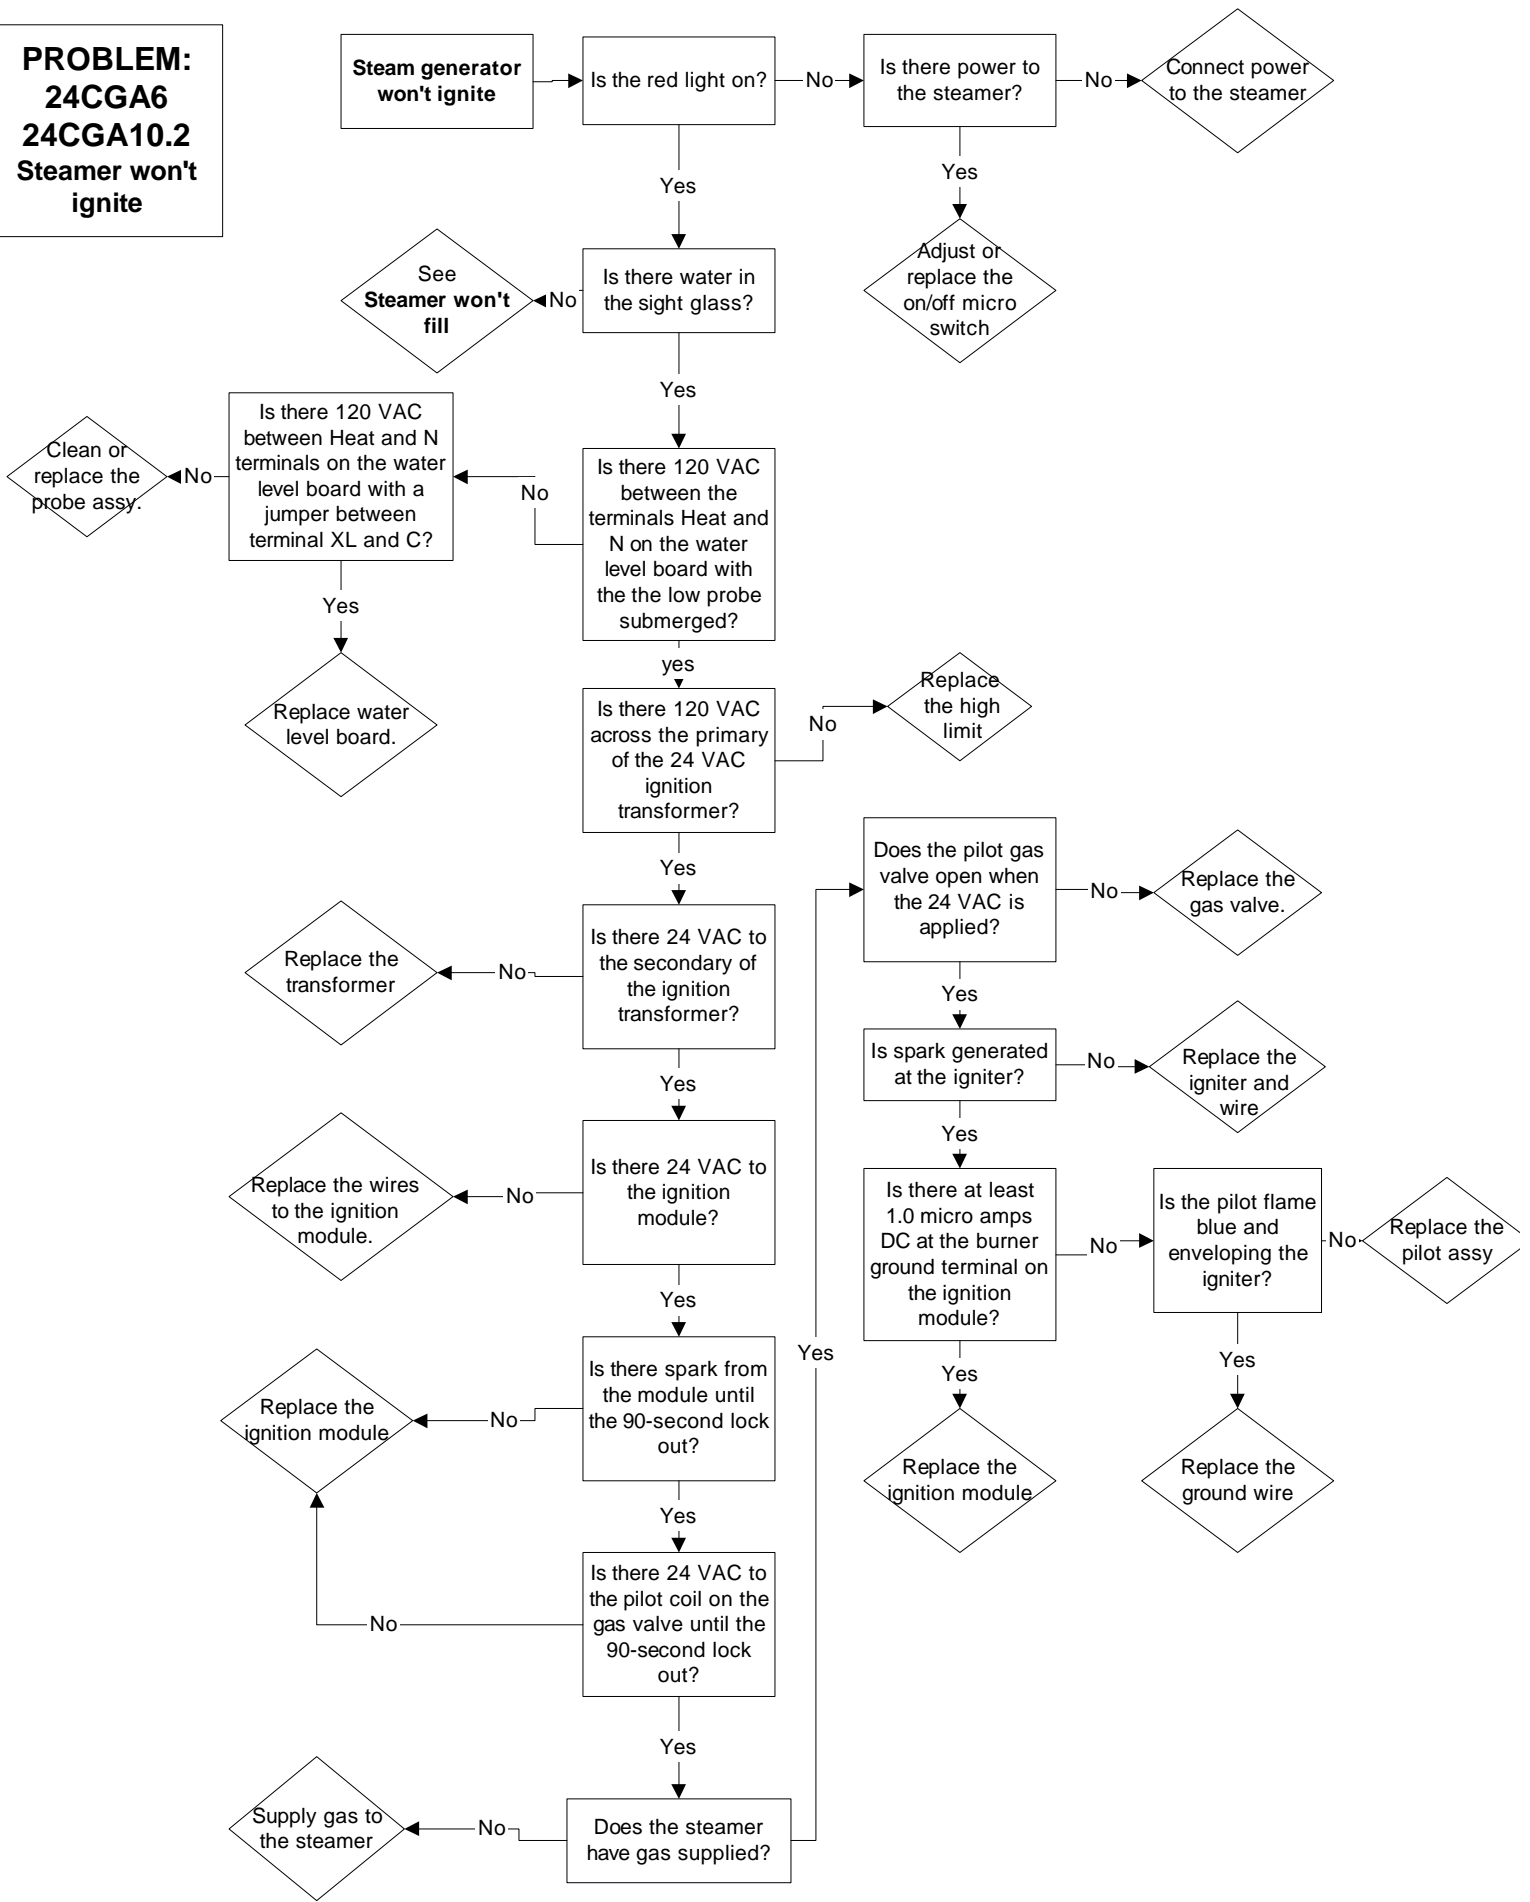 PROBLEM:
24CGA6
24CGA10.2
Steamer won't
ignite
Steam generator
won't ignite
Is the red light on?
No
Is there power to
the steamer?
No
Connect power
to the steamer
Yes
Yes
Adjust or
replace the
on/off micro
switch
See
Steamer won't
fill
No
Is there water in
the sight glass?
Yes
Clean or
replace the
probe assy.
No
Is there 120 VAC
between Heat and N
terminals on the water
level board with a
jumper between
terminal XL and C?
No
Is there 120 VAC
between the
terminals Heat and
N on the water
level board with
the the low probe
submerged?
Yes
Replace water
level board.
yes
Is there 120 VAC
across the primary
of the 24 VAC
ignition
transformer?
No
Replace
the high
limit
Yes
Replace the
transformer
No
Is there 24 VAC to
the secondary of
the ignition
transformer?
Yes
Replace the wires
to the ignition
module.
No
Is there 24 VAC to
the ignition
module?
Yes
Replace the
ignition module
No
Is there spark from
the module until
the 90-second lock
out?
Yes
No
Is there 24 VAC to
the pilot coil on the
gas valve until the
90-second lock
out?
Yes
Supply gas to
the steamer
No
Does the steamer
have gas supplied?
Yes
Does the pilot gas
valve open when
the 24 VAC is
applied?
No
Replace the
gas valve.
Yes
Is spark generated
at the igniter?
No
Replace the
igniter and
wire
Yes
Is there at least
1.0 micro amps
DC at the burner
ground terminal on
the ignition
module?
No
Is the pilot flame
blue and
enveloping the
igniter?
No
Replace the
pilot assy
Yes
Replace the
ignition module
Yes
Replace the
ground wire